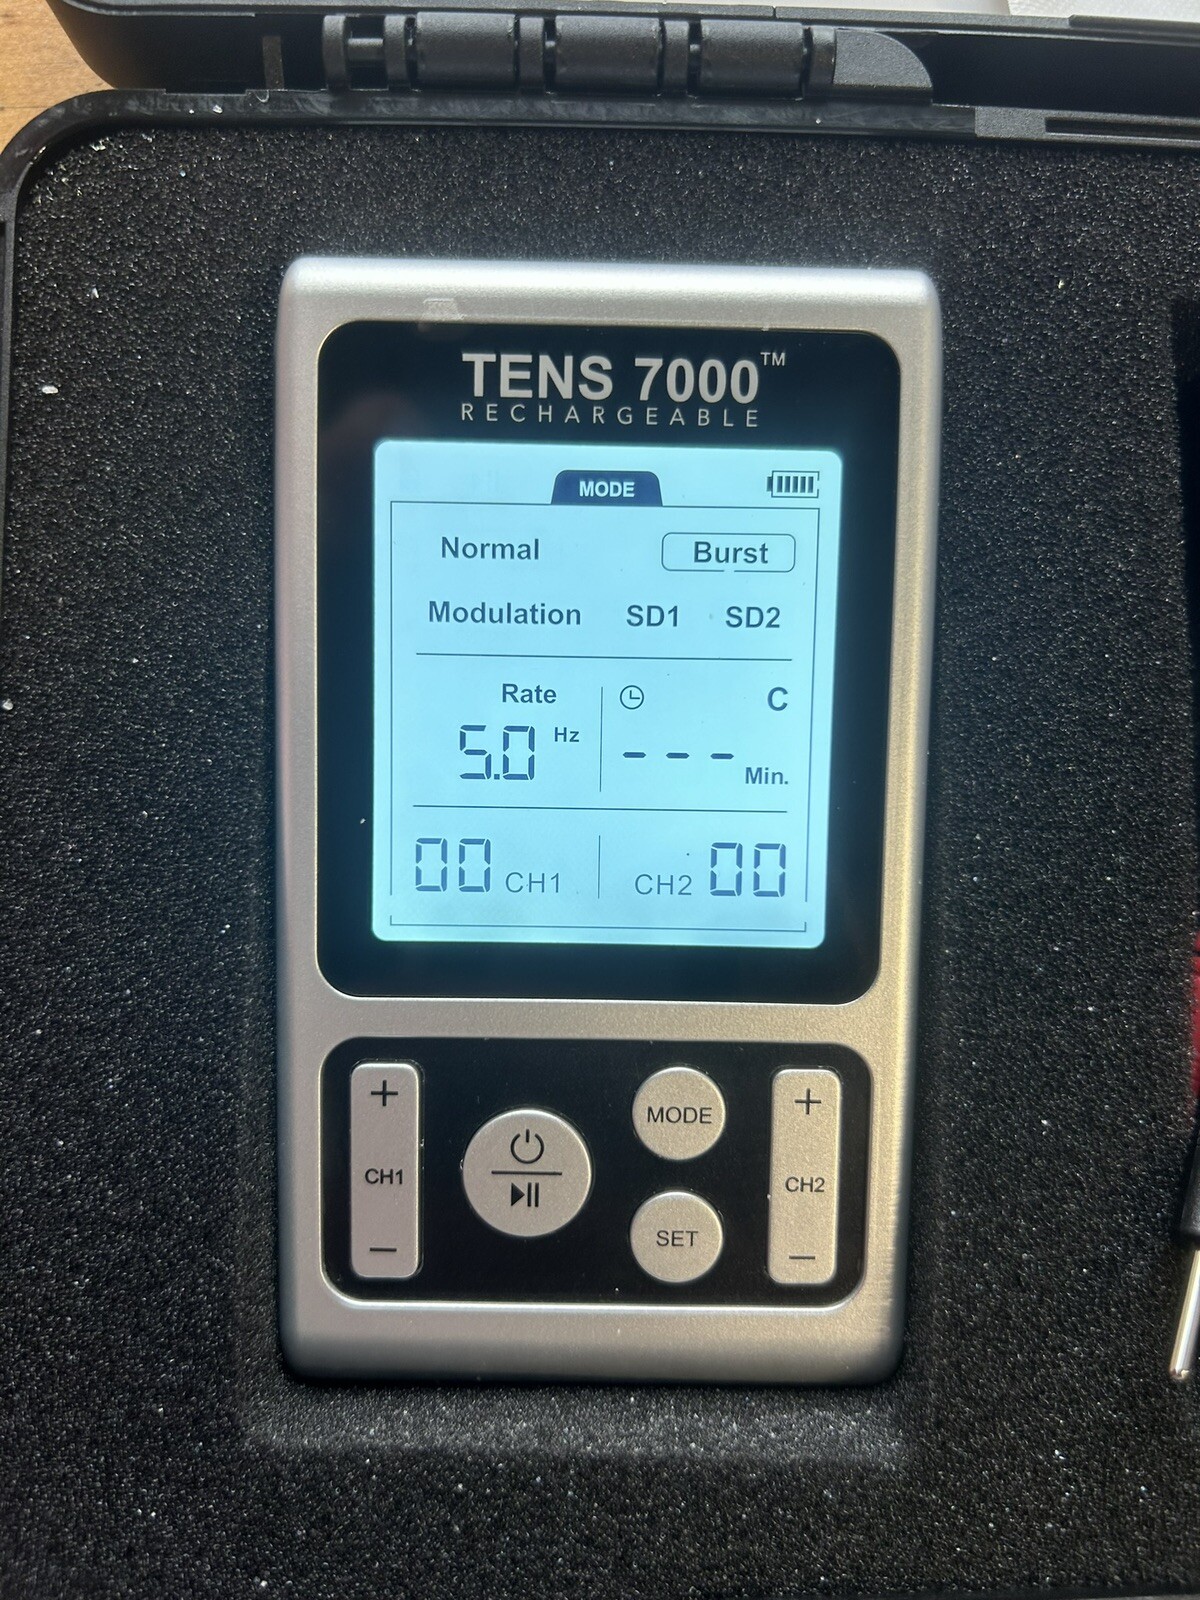 TENS 7000™
RECHARGEABLE
MODE
Normal Burst
Modulation SD1 SD2
Rate C
5.0 Hz - - - Min.
00 CH1 CH2 00
+ MODE +
CH1 CH2
- SET -